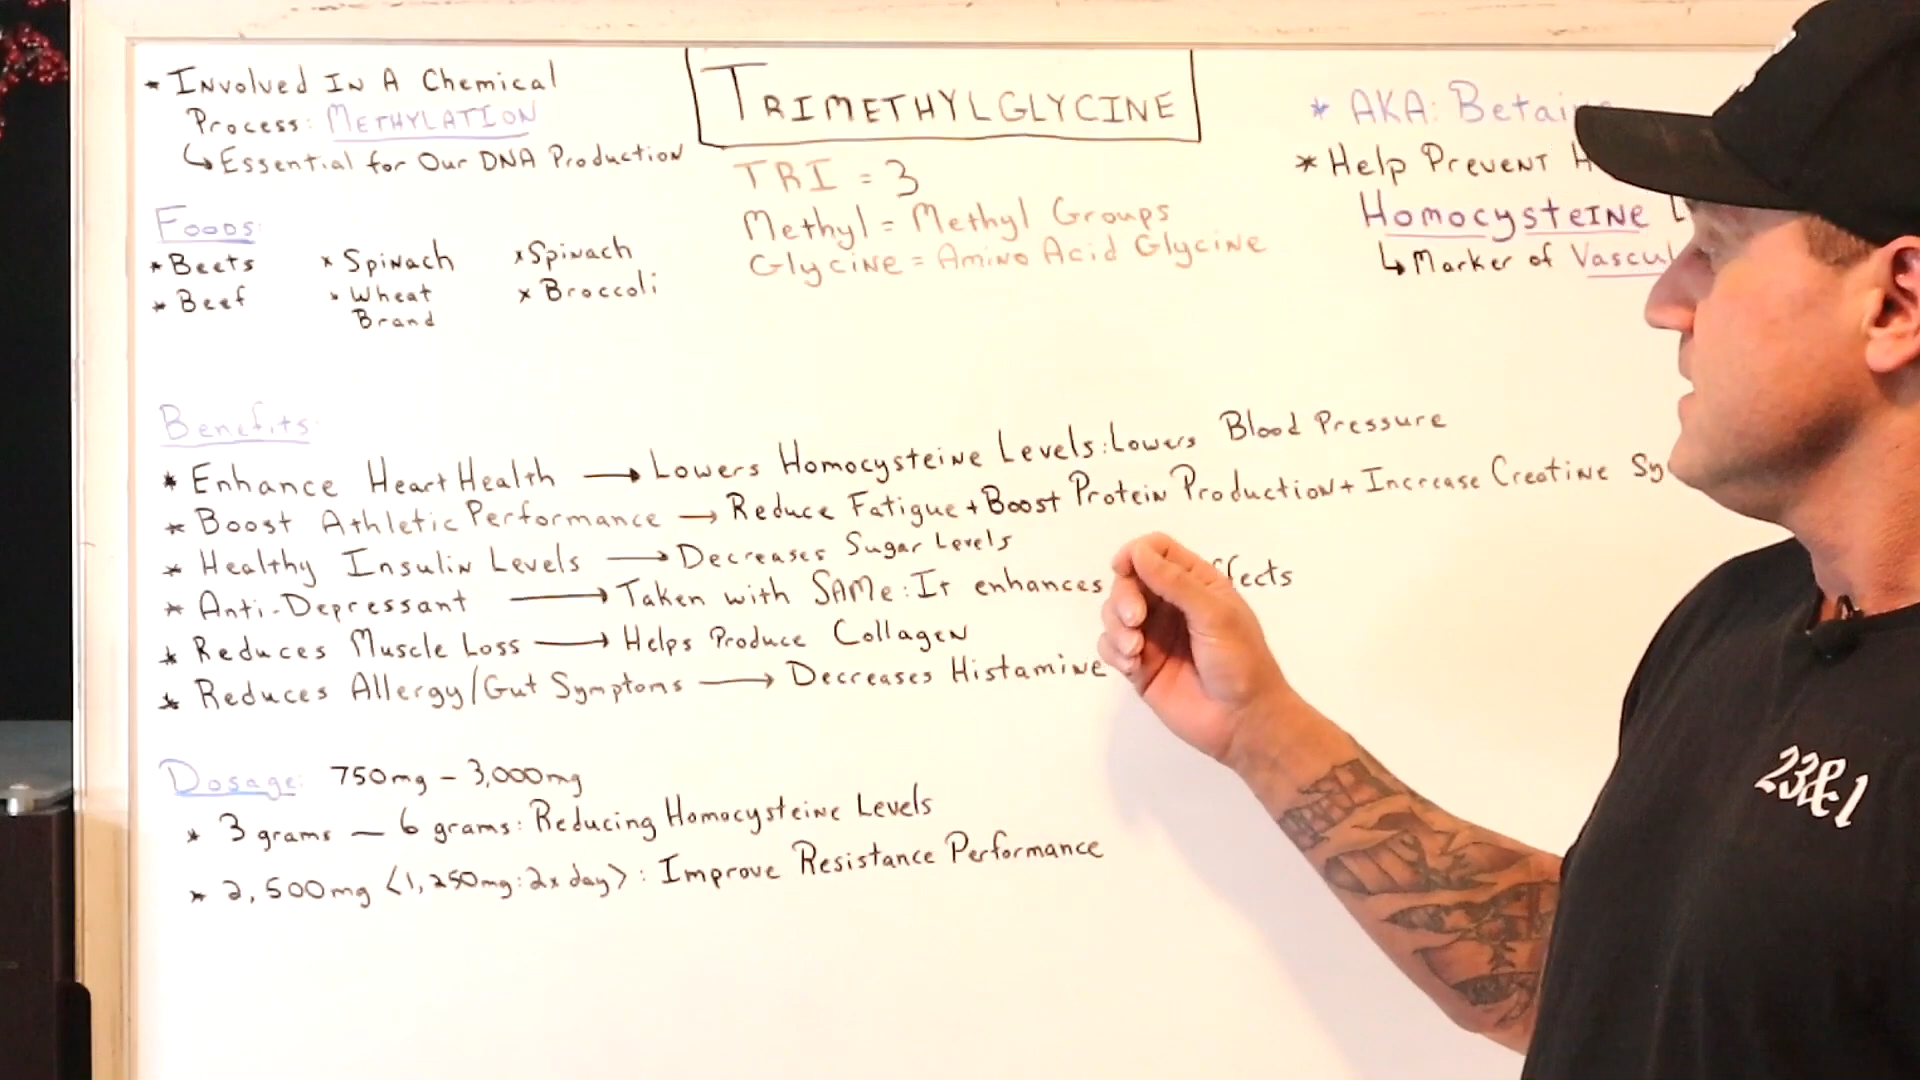 * Involved In A Chemical
Process: Methylation
↳ Essential for Our DNA Production
Foods:
* Beets
* Beef
* Spinach
* Wheat
Brand
* Spinach
* Broccoli
Trimethylglycine
TRI = 3
Methyl = Methyl Groups
Glycine = Amino Acid Glycine
* AKA:
* Help Prevent
Homocysteine
↳ Marker of
Benefits:
* Enhance Heart Health → Lowers Homocysteine Levels: Lowers Blood Pressure
* Boost Athletic Performance → Reduce Fatigue + Boost Protein Production + Increase Creatine
* Healthy Insulin Levels → Decreases Sugar Levels
* Anti-Depressant → Taken with SAMe: It enhances
* Reduces Muscle Loss → Helps Produce Collagen
* Reduces Allergy/Gut Symptoms → Decreases Histamine
Dosage: 750mg - 3,000mg
* 3 grams - 6 grams: Reducing Homocysteine Levels
* 2,500mg <1,250mg: 2x day> : Improve Resistance Performance
23&1